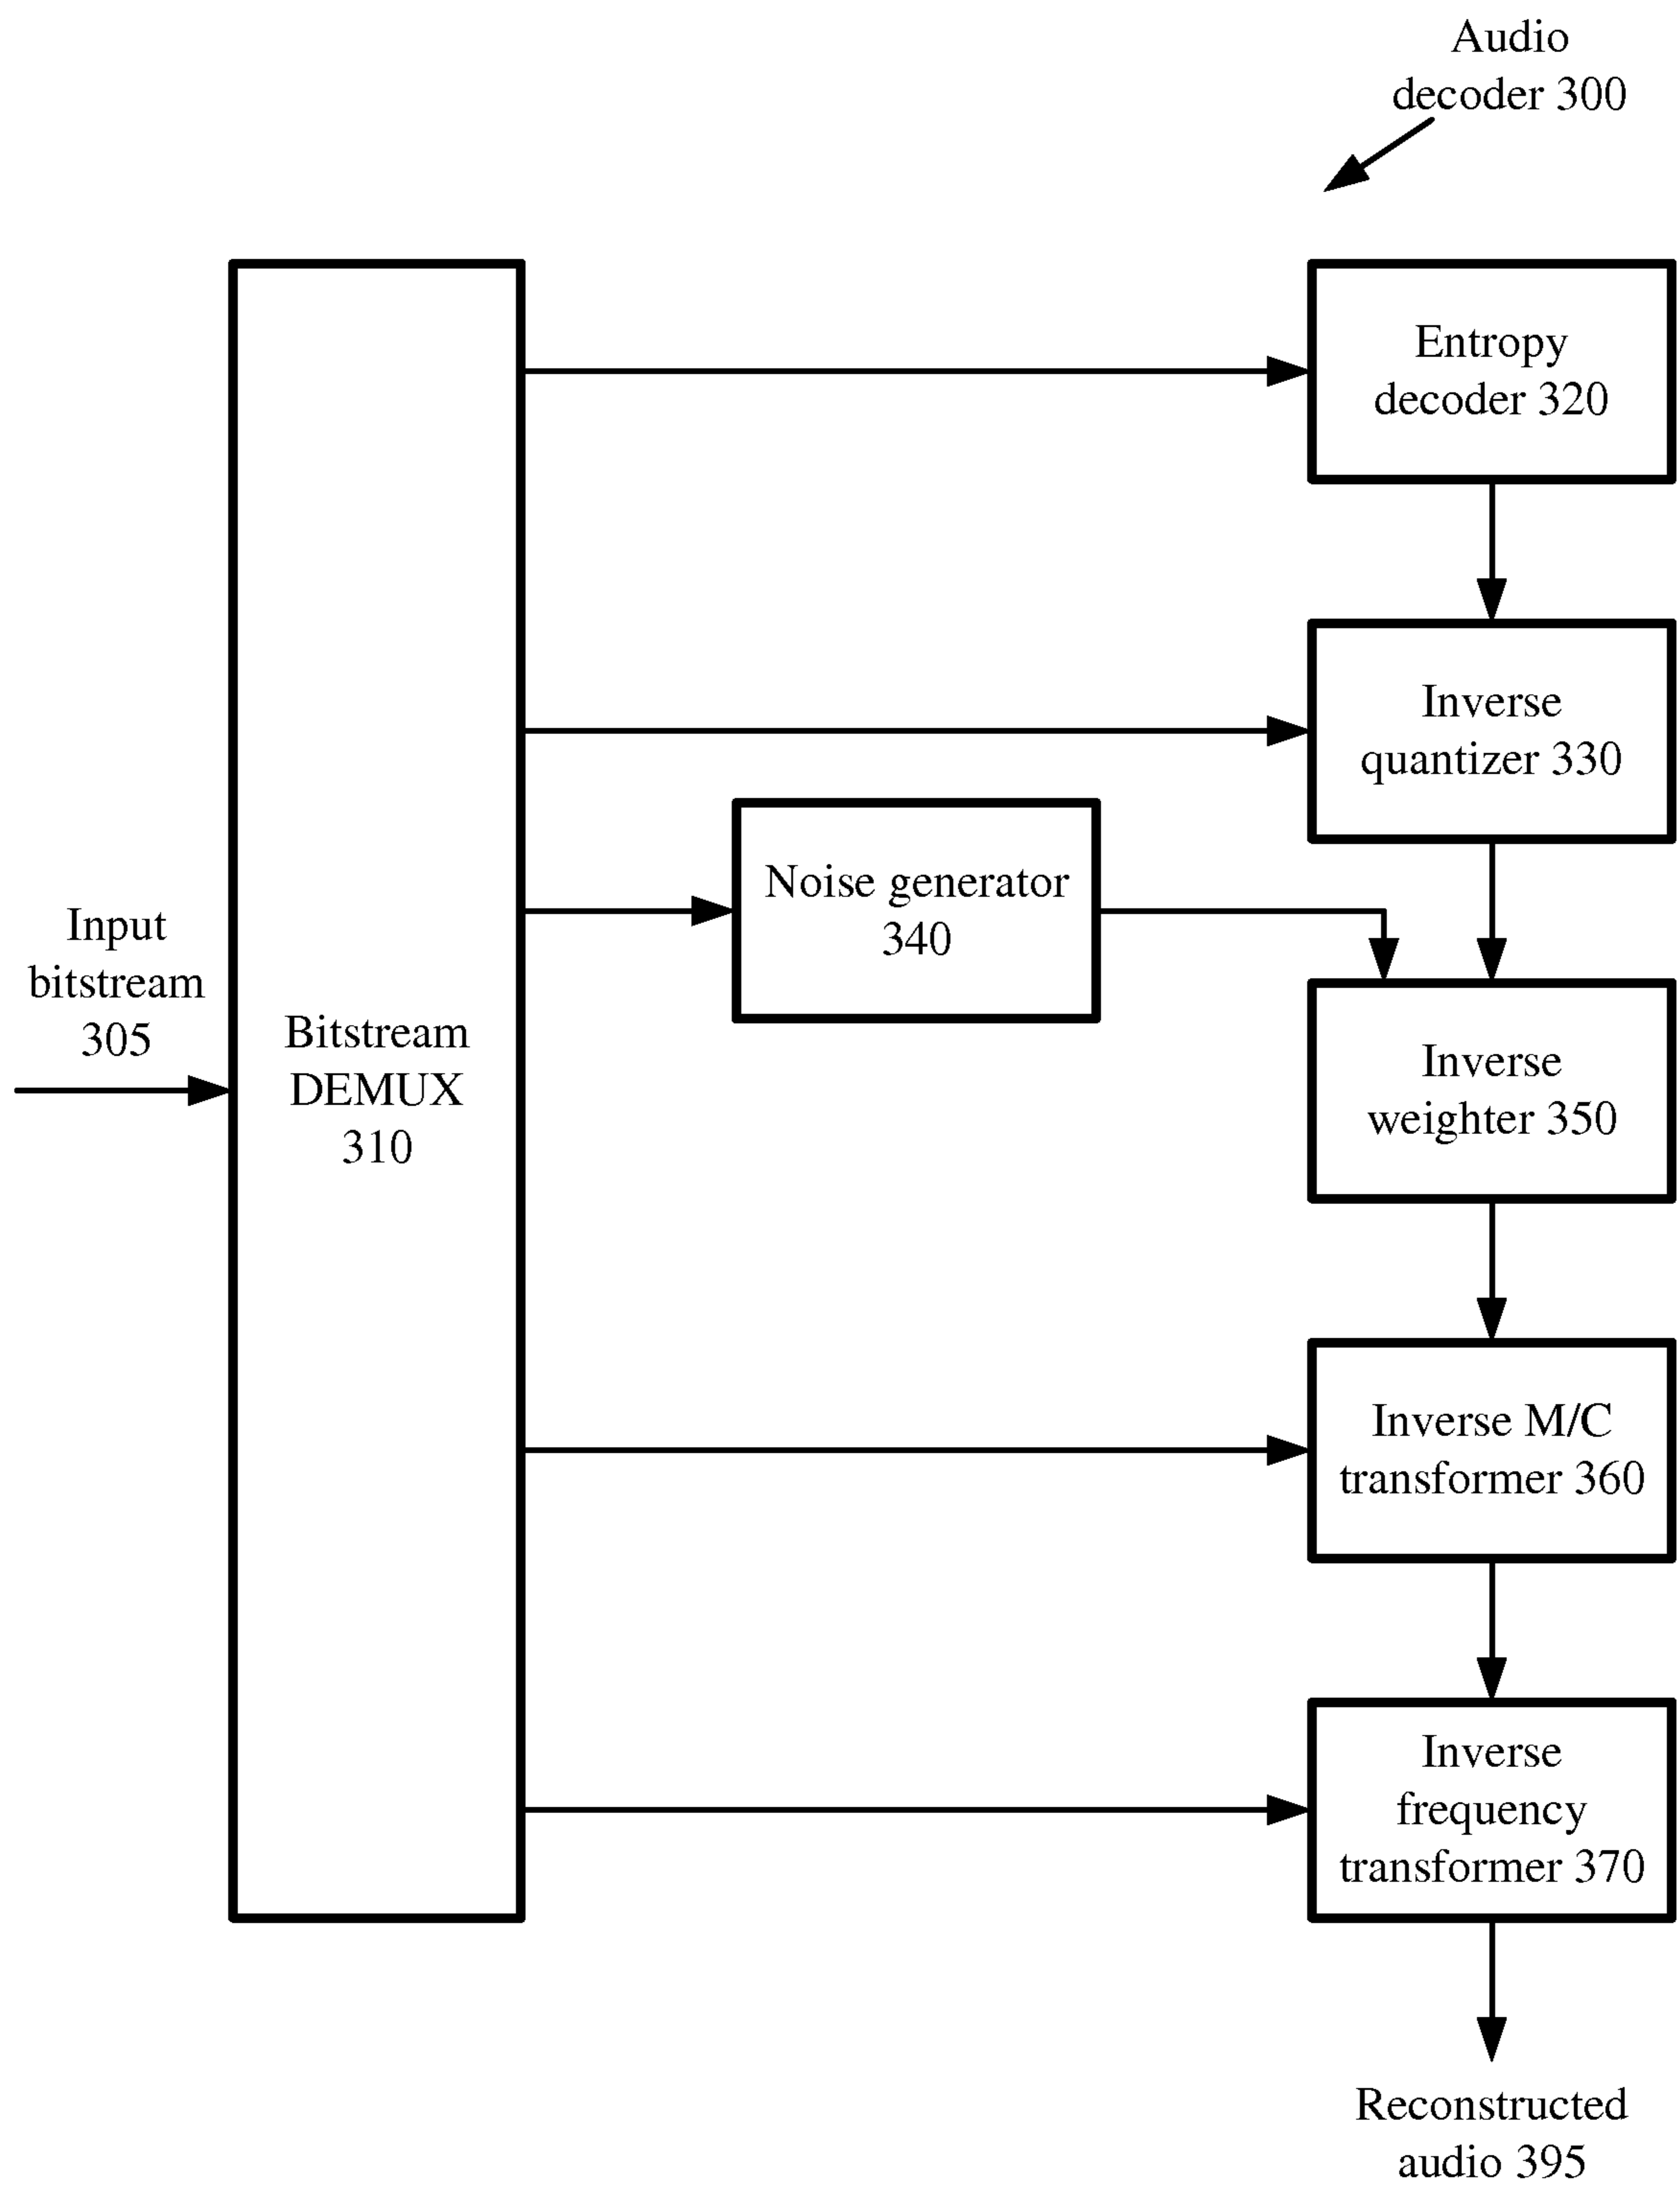 Audio
decoder 300
Entropy
decoder 320
Inverse
quantizer 330
Noise generator
340
Input
bitstream
305
Bitstream
DEMUX
310
Inverse
weighter 350
Inverse M/C
transformer 360
Inverse
frequency
transformer 370
Reconstructed
audio 395